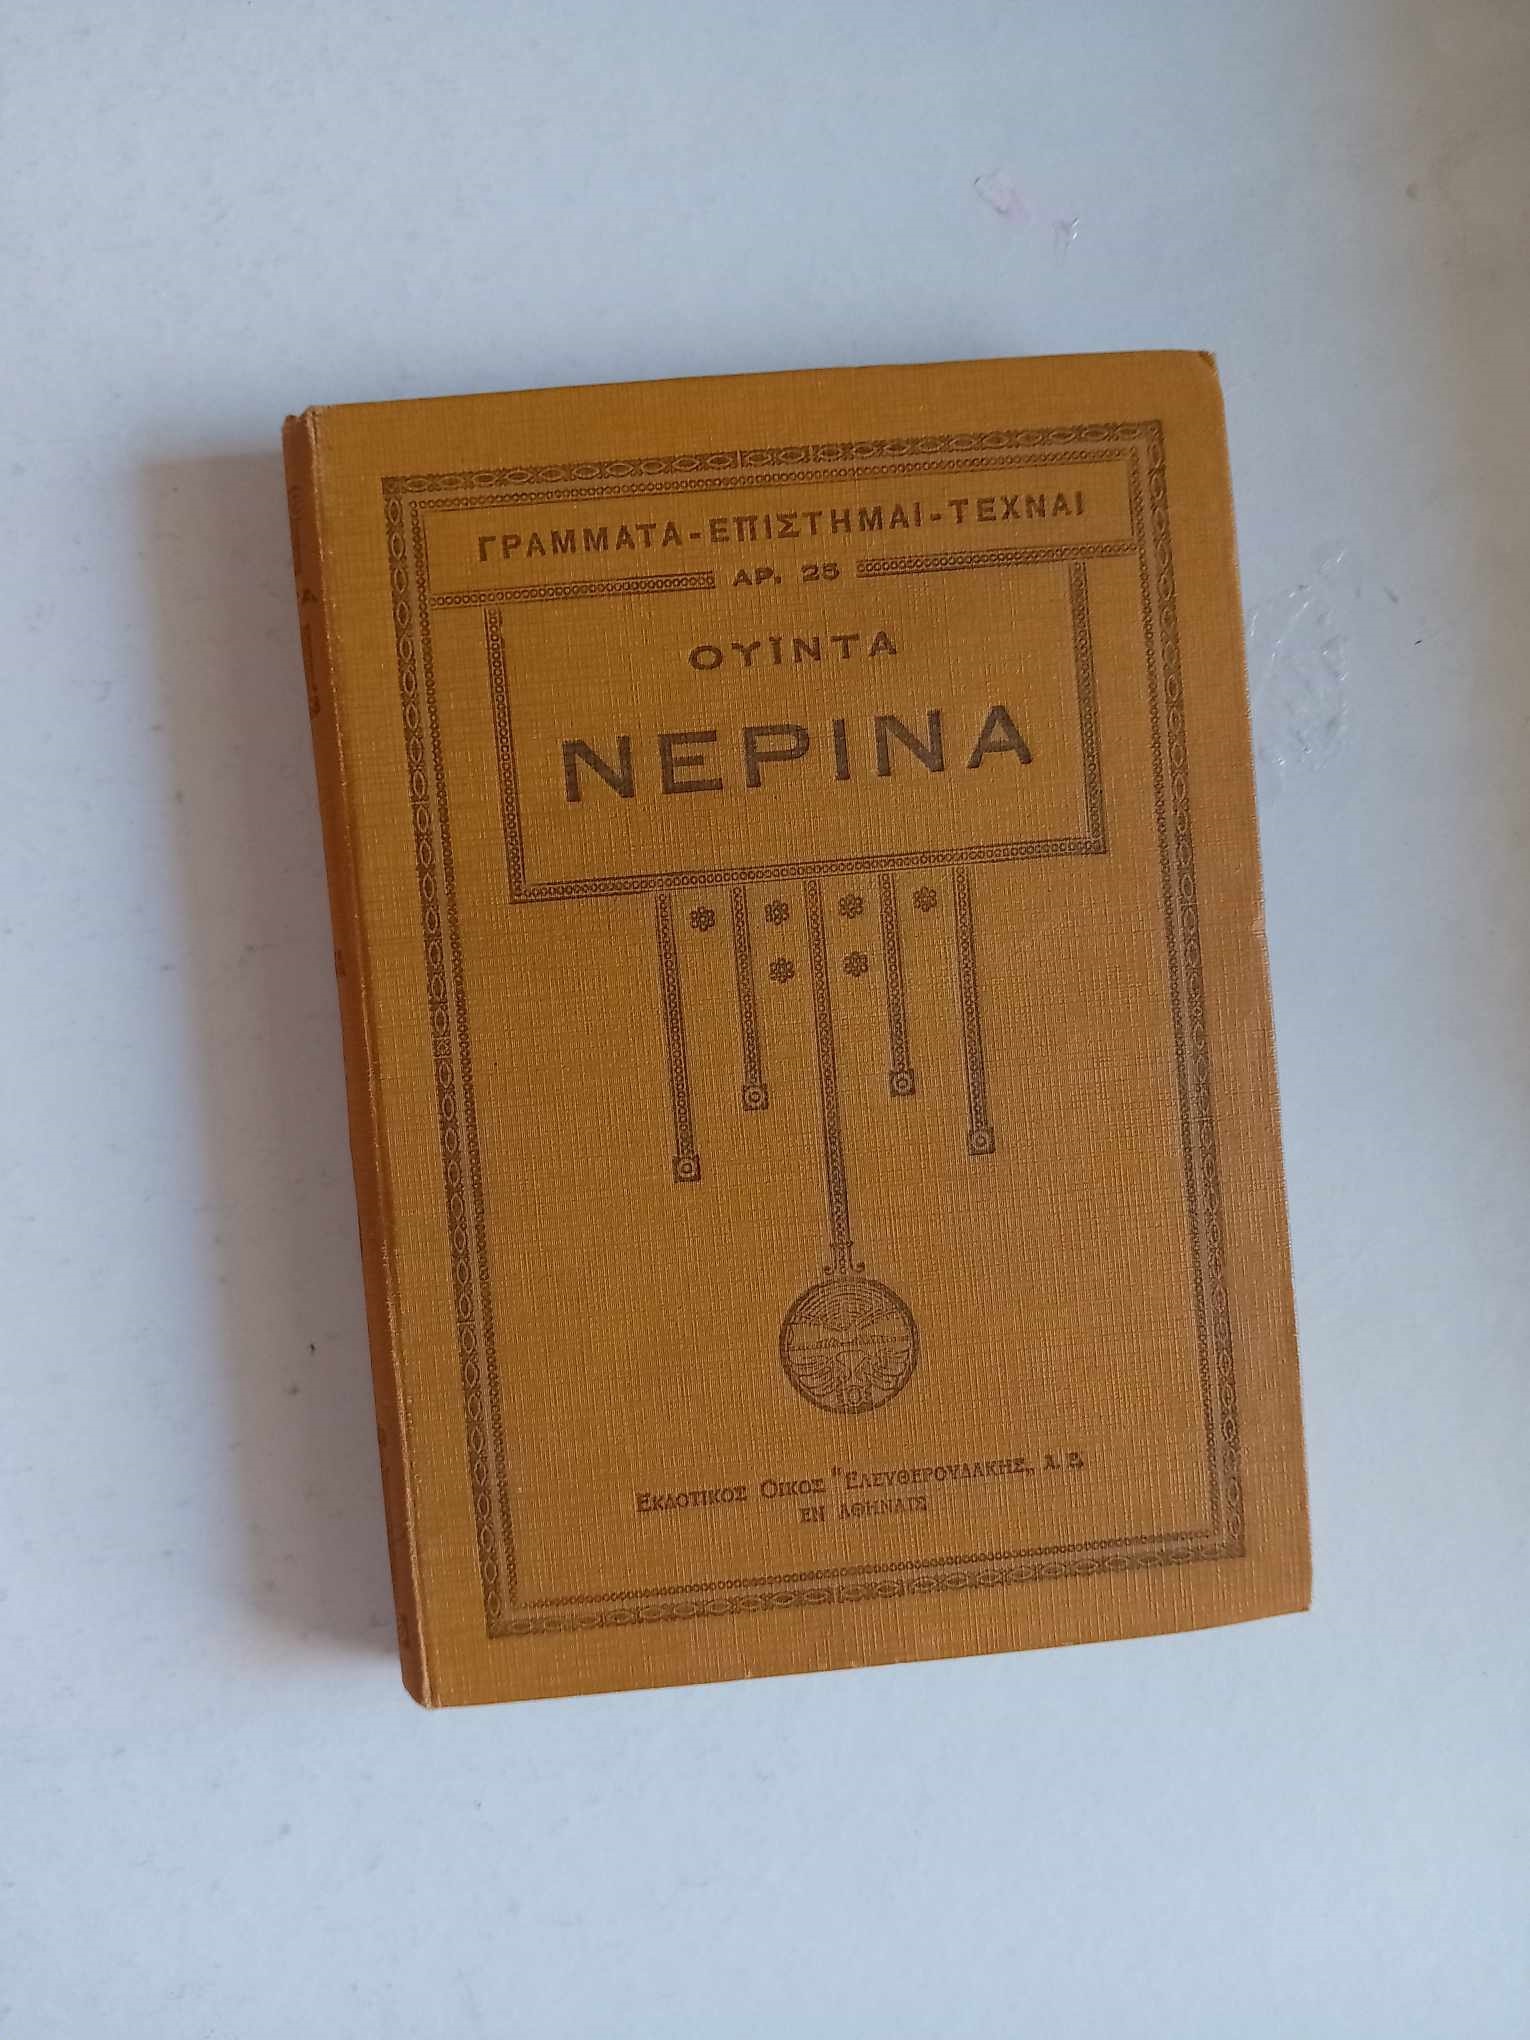 ΓΡΑΜΜΑΤΑ-ΕΠΙΣΤΗΜΑΙ-ΤΕΧΝΑΙ
ΑΡ. 25
ΟΥΪΝΤΑ
ΝΕΡΙΝΑ
ΕΚΔΟΤΙΚΟΣ ΟΙΚΟΣ "ΕΛΕΥΘΕΡΟΥΔΑΚΗΣ„ Α. Ε.
ΕΝ ΑΘΗΝΑΙΣ